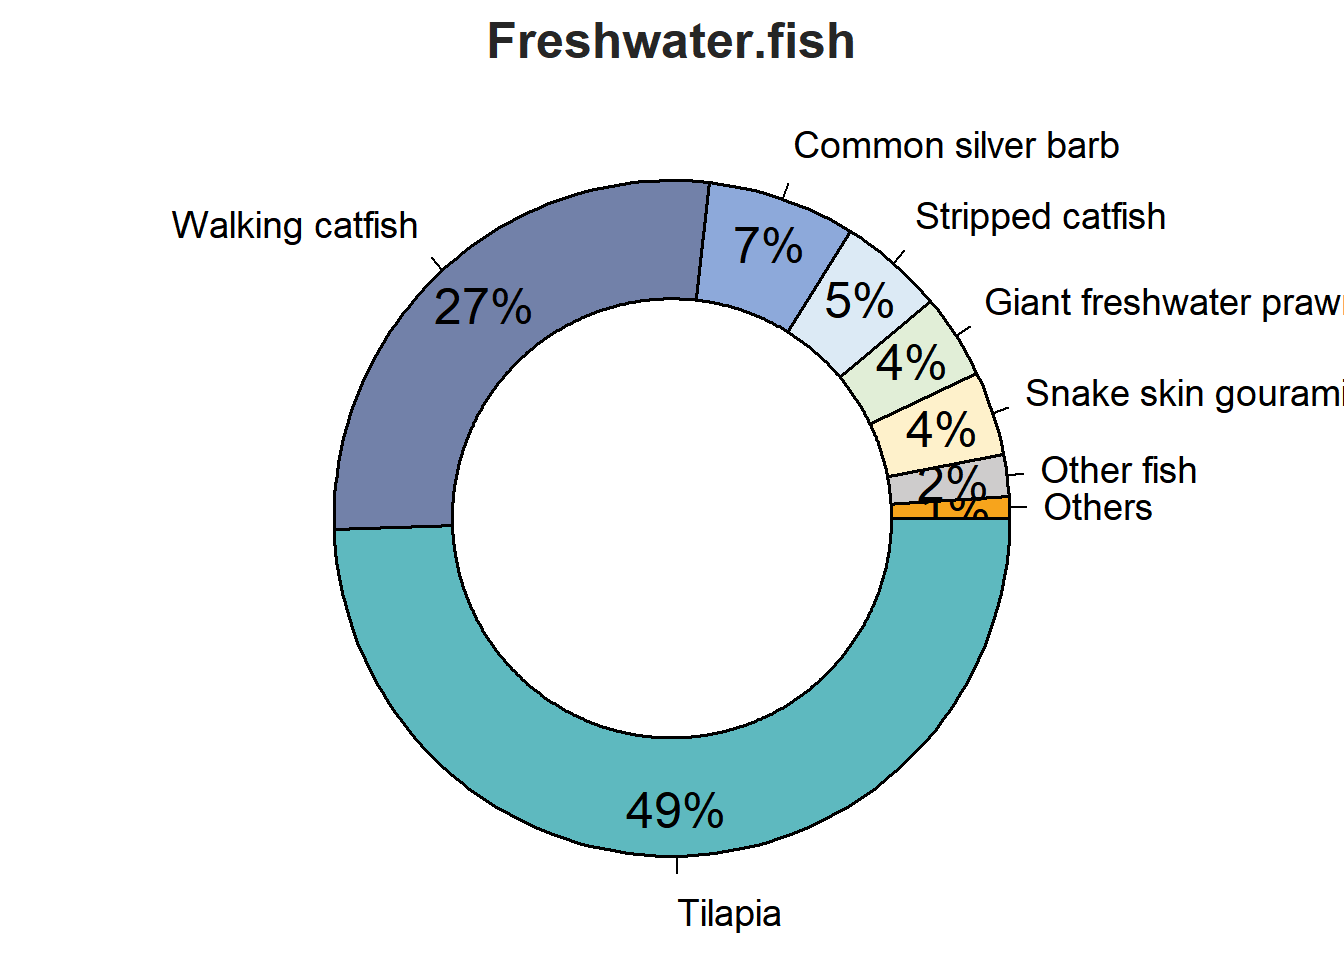 Freshwater.fish
Common silver barb
Walking catfish
Stripped catfish
7%
27%
5%
Giant freshwater prawn
4%
Snake skin gourami
4%
Other fish
2%
Others
1%
49%
Tilapia